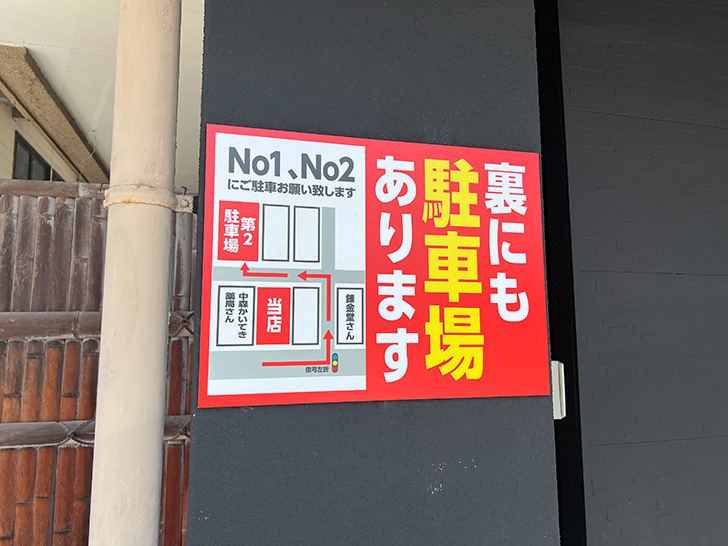 裏にも
駐車場
あります
No1、No2
にご駐車お願い致します
第2
駐車場
中森かいてき
薬局さん
当店
錬金堂さん
信号左折